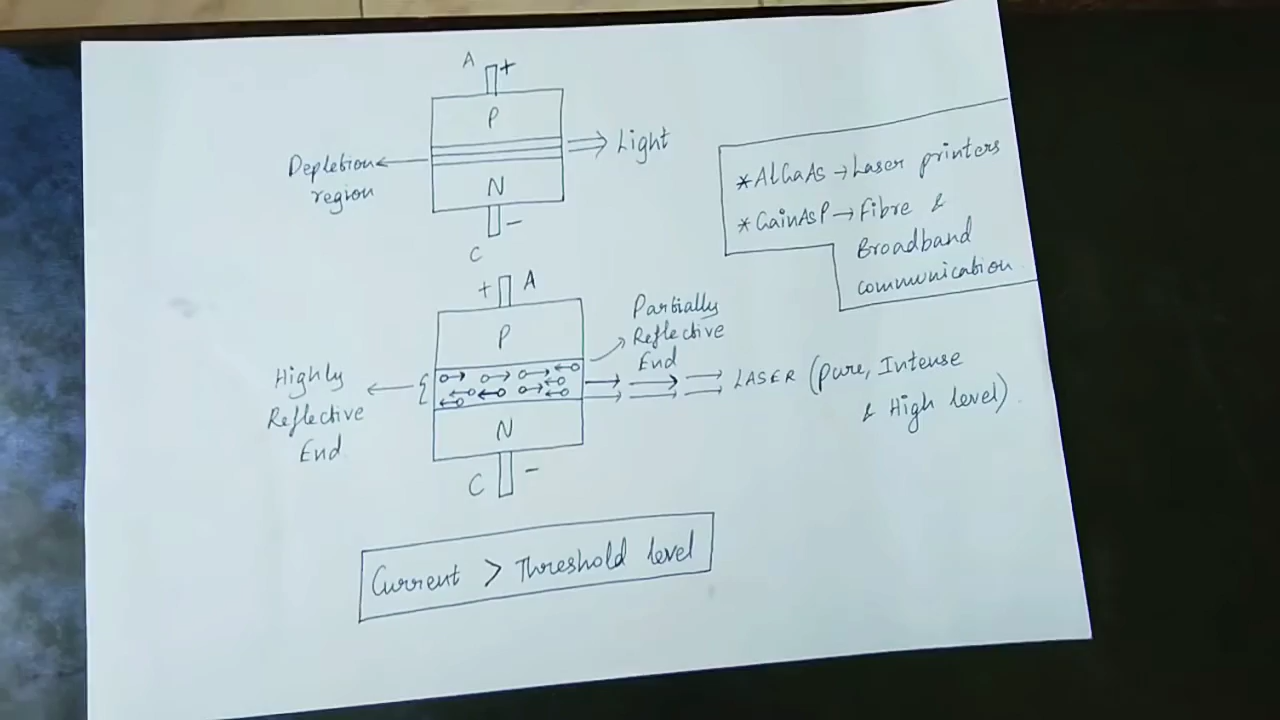 A +
P
Depletion
region
Light
N
-
C
*AlGaAs → Laser printers
*GainAsP → Fibre &
Broadband
communication
+ A
P
Partially
Reflective
End
Highly
Reflective
End
LASER (Pure, Intense
& High level)
N
C -
Current > Threshold level